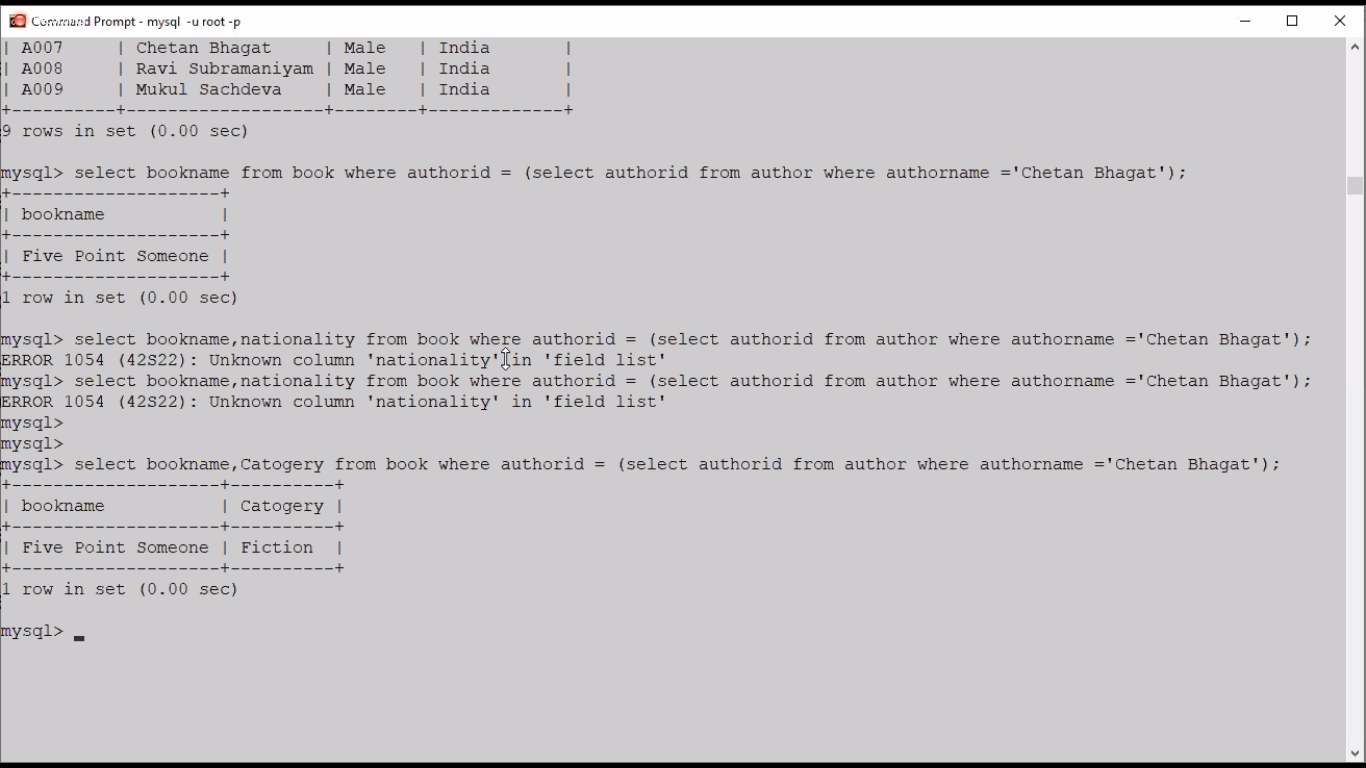 Command Prompt - mysql -u root -p
| A007     | Chetan Bhagat     | Male   | India       |
| A008     | Ravi Subramaniyam | Male   | India       |
| A009     | Mukul Sachdeva    | Male   | India       |
+----------+-------------------+--------+-------------+
9 rows in set (0.00 sec)
mysql> select bookname from book where authorid = (select authorid from author where authorname ='Chetan Bhagat');
+--------------------+
| bookname           |
+--------------------+
| Five Point Someone |
+--------------------+
1 row in set (0.00 sec)
mysql> select bookname,nationality from book where authorid = (select authorid from author where authorname ='Chetan Bhagat');
ERROR 1054 (42S22): Unknown column 'nationality' in 'field list'
mysql> select bookname,nationality from book where authorid = (select authorid from author where authorname ='Chetan Bhagat');
ERROR 1054 (42S22): Unknown column 'nationality' in 'field list'
mysql>
mysql>
mysql> select bookname,Catogery from book where authorid = (select authorid from author where authorname ='Chetan Bhagat');
+--------------------+----------+
| bookname           | Catogery |
+--------------------+----------+
| Five Point Someone | Fiction  |
+--------------------+----------+
1 row in set (0.00 sec)
mysql>